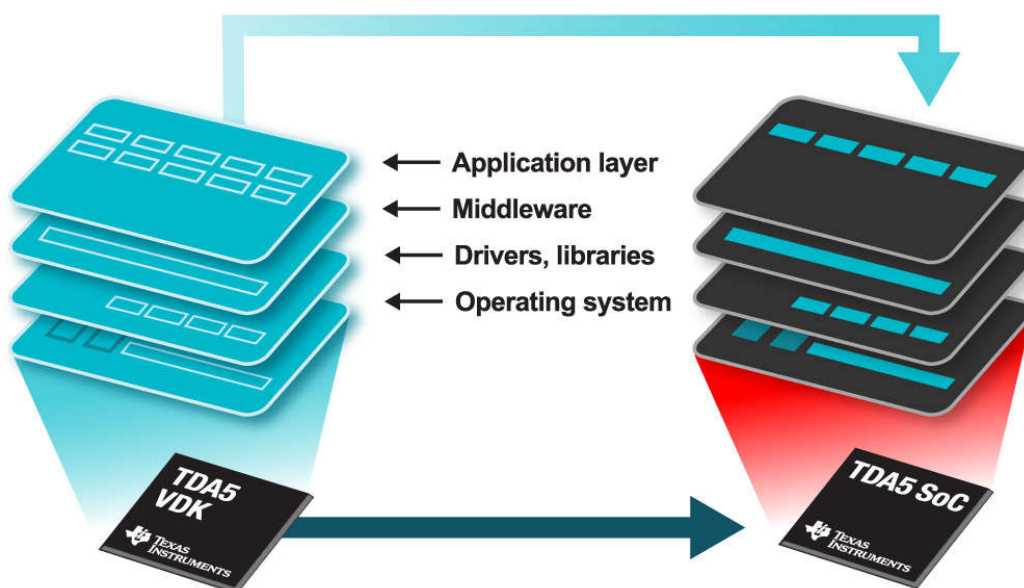 Application layer
Middleware
Drivers, libraries
Operating system
TDA5
VDK
TEXAS
INSTRUMENTS
TDA5 SoC
TEXAS
INSTRUMENTS